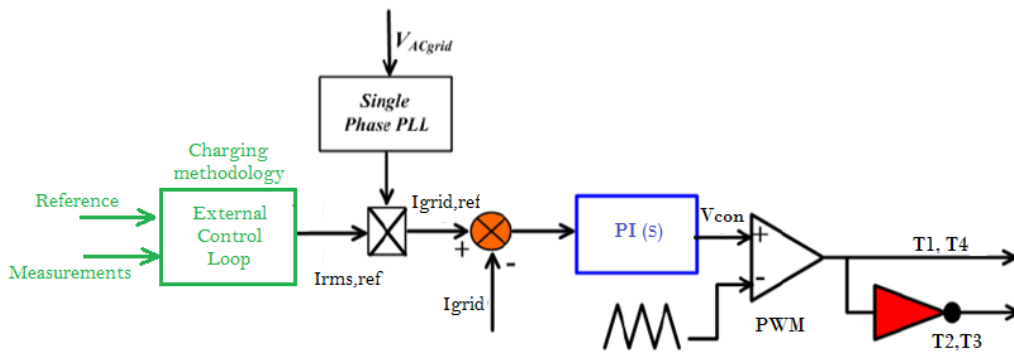 V_ACgrid
Single
Phase PLL
Charging
methodology
Reference
External
Control
Loop
Measurements
Irms,ref
Igrid,ref
+
-
Igrid
PI (s)
Vcon
+
-
PWM
T1, T4
T2,T3